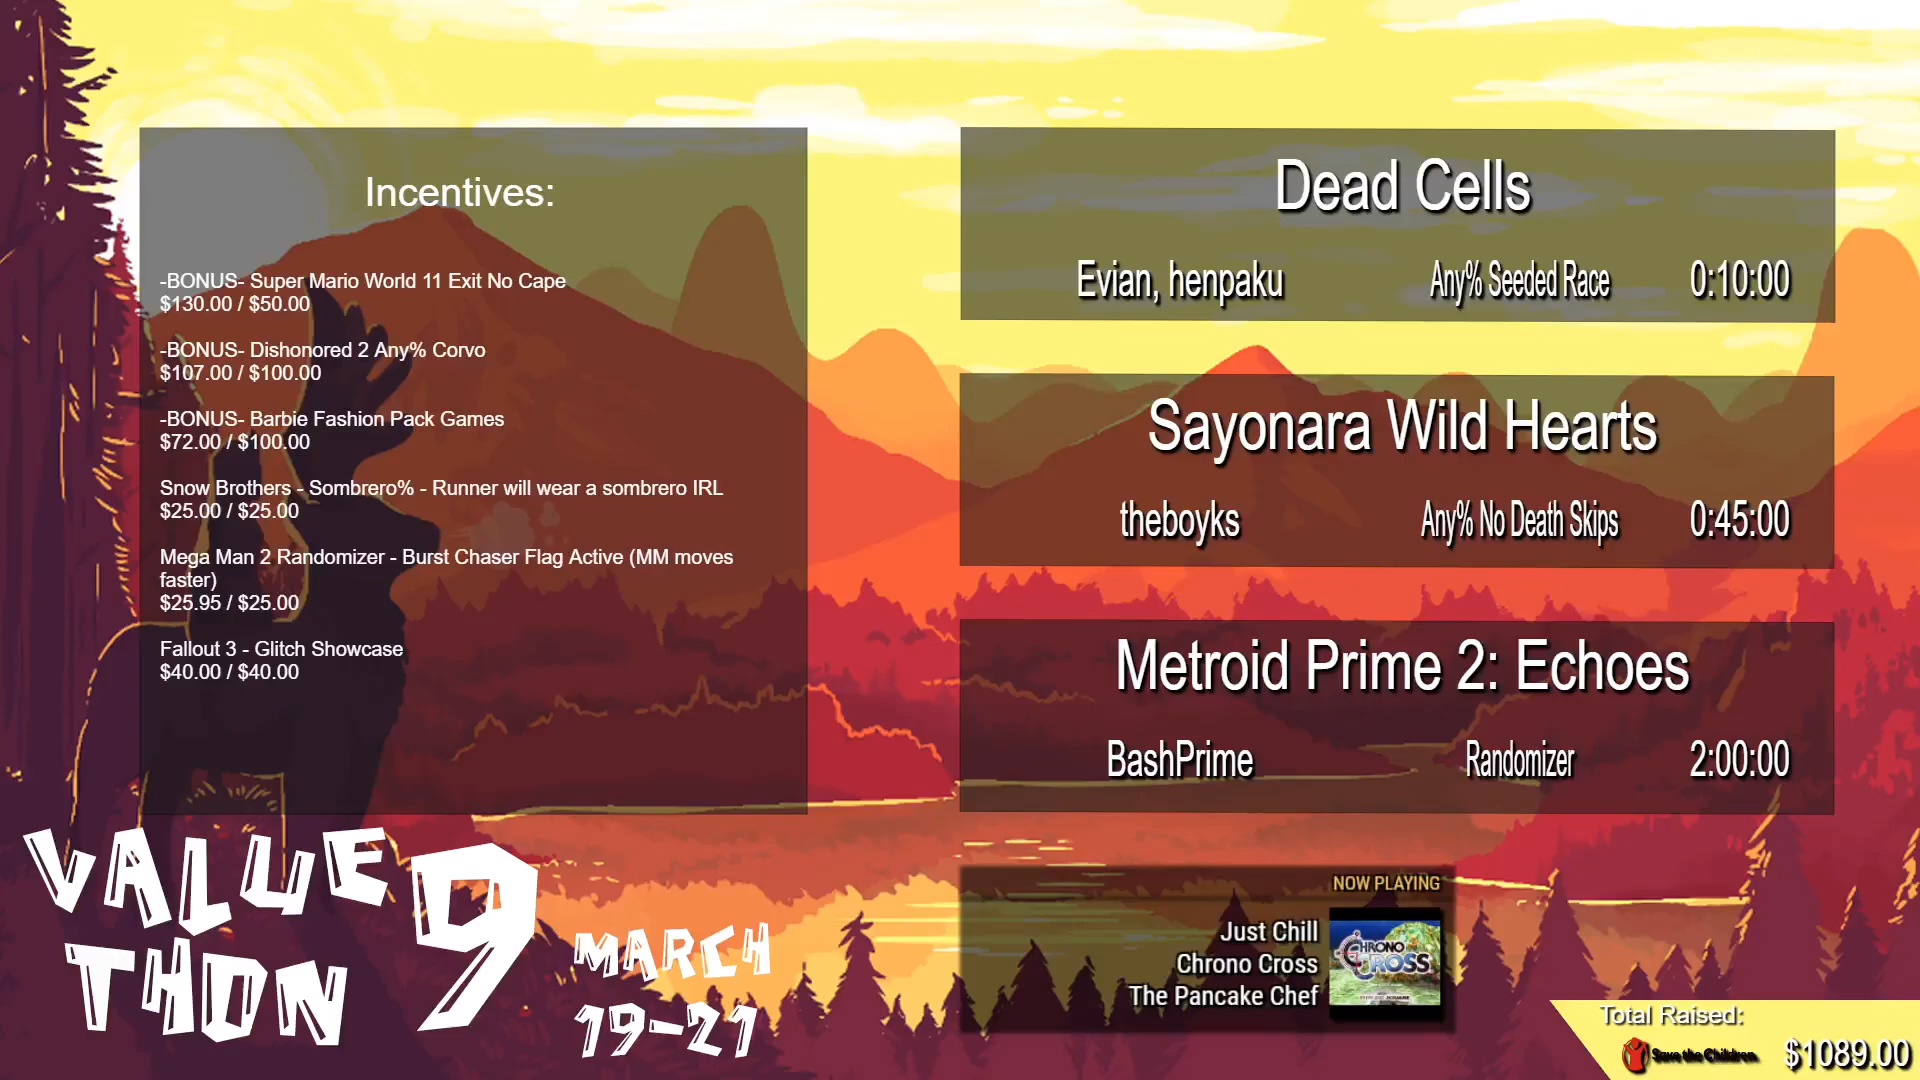 Incentives:
-BONUS- Super Mario World 11 Exit No Cape
$130.00 / $50.00
-BONUS- Dishonored 2 Any% Corvo
$107.00 / $100.00
-BONUS- Barbie Fashion Pack Games
$72.00 / $100.00
Snow Brothers - Sombrero% - Runner will wear a sombrero IRL
$25.00 / $25.00
Mega Man 2 Randomizer - Burst Chaser Flag Active (MM moves
faster)
$25.95 / $25.00
Fallout 3 - Glitch Showcase
$40.00 / $40.00
Dead Cells
Evian, henpaku Any% Seeded Race 0:10:00
Sayonara Wild Hearts
theboyks Any% No Death Skips 0:45:00
Metroid Prime 2: Echoes
BashPrime Randomizer 2:00:00
VALUE
THON 9
MARCH
19-21
NOW PLAYING
Just Chill
Chrono Cross
The Pancake Chef
CHRONO
CROSS
Total Raised:
Save the Children
$1089.00